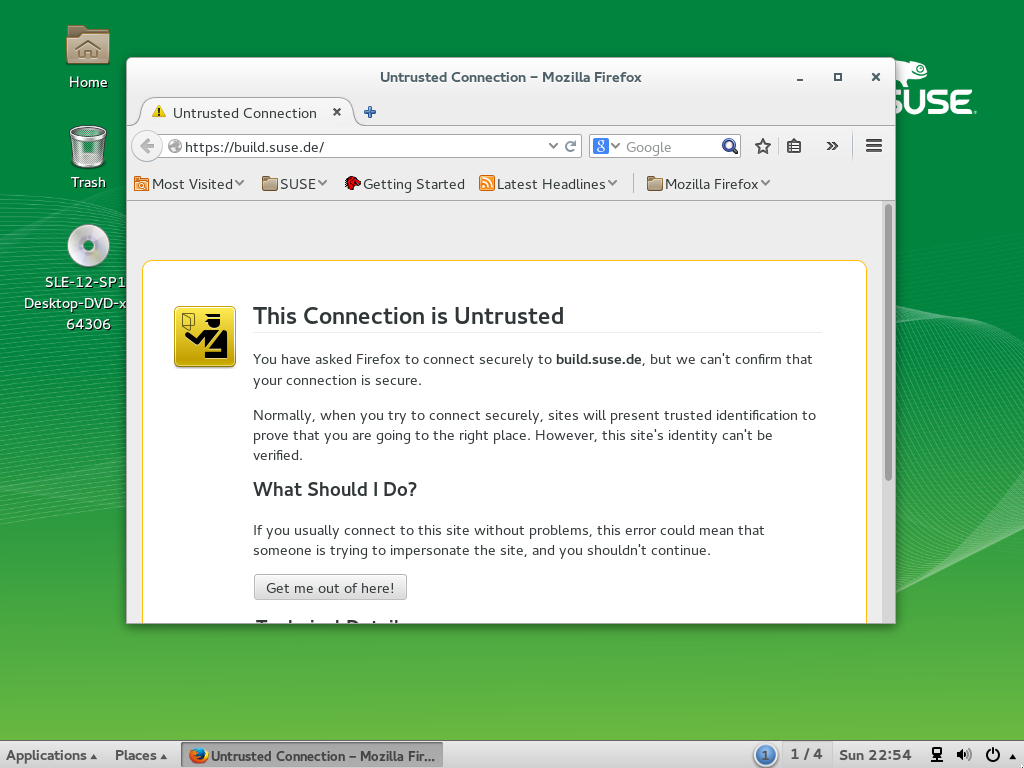 Home
Trash
SLE-12-SP1
Desktop-DVD-x
64306
SUSE
Untrusted Connection – Mozilla Firefox
Untrusted Connection
https://build.suse.de/
8 Google
Most Visited SUSE Getting Started Latest Headlines Mozilla Firefox
This Connection is Untrusted
You have asked Firefox to connect securely to build.suse.de, but we can't confirm that
your connection is secure.
Normally, when you try to connect securely, sites will present trusted identification to
prove that you are going to the right place. However, this site's identity can't be
verified.
What Should I Do?
If you usually connect to this site without problems, this error could mean that
someone is trying to impersonate the site, and you shouldn't continue.
Get me out of here!
Applications Places Untrusted Connection – Mozilla Fir... 1 1 / 4 Sun 22:54